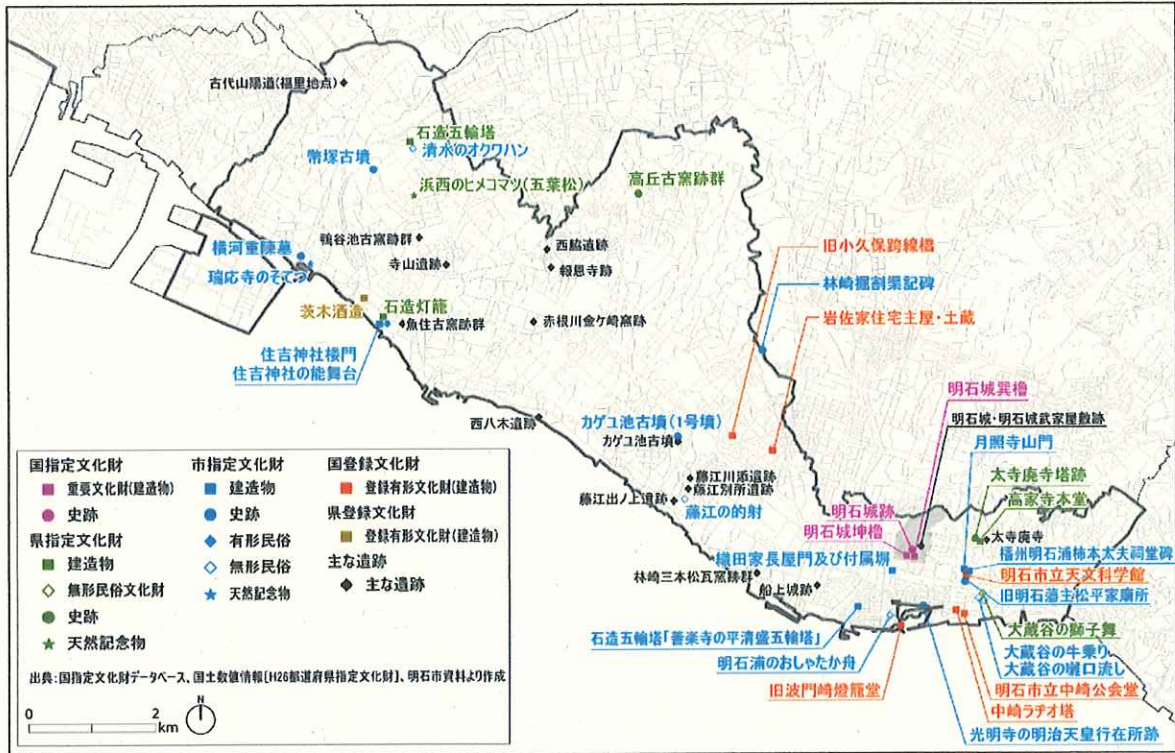 古代山陽道(福里地点)
石造五輪塔
清水のオクワハン
幣塚古墳
浜西のヒメコマツ(五葉松)
高丘古窯跡群
鴨谷池古窯跡群
西脇遺跡
横河重陳墓
寺山遺跡
報恩寺跡
瑞応寺のそてつ
旧小久保跨線橋
林崎掘割渠記碑
茨木酒造
石造灯籠
魚住古窯跡群
赤根川金ケ崎窯跡
岩佐家住宅主屋・土蔵
住吉神社楼門
住吉神社の能舞台
明石城巽櫓
明石城・明石城武家屋敷跡
西八木遺跡
カゲユ池古墳(1号墳)
カゲユ池古墳
月照寺山門
太寺廃寺塔跡
高家寺本堂
藤江川添遺跡
藤江別所遺跡
藤江出ノ上遺跡
藤江の的射
明石城跡
明石城坤櫓
太寺廃寺
織田家長屋門及び付属塀
播州明石浦柿本太夫祠堂碑
林崎三本松瓦窯跡群
明石市立天文科学館
船上城跡
旧明石藩主松平家廟所
石造五輪塔「善楽寺の平清盛五輪塔」
大蔵谷の獅子舞
明石浦のおしゃたか舟
大蔵谷の牛乗り
大蔵谷の囃口流し
旧波門崎燈籠堂
明石市立中崎公会堂
中崎ラヂオ塔
光明寺の明治天皇行在所跡
国指定文化財
重要文化財(建造物)
史跡
県指定文化財
建造物
無形民俗文化財
史跡
天然記念物
市指定文化財
建造物
史跡
有形民俗
無形民俗
天然記念物
国登録文化財
登録有形文化財(建造物)
県登録文化財
登録有形文化財(建造物)
主な遺跡
主な遺跡
出典:国指定文化財データベース、国土数値情報[H26都道府県指定文化財]、明石市資料より作成
0 2
km
N